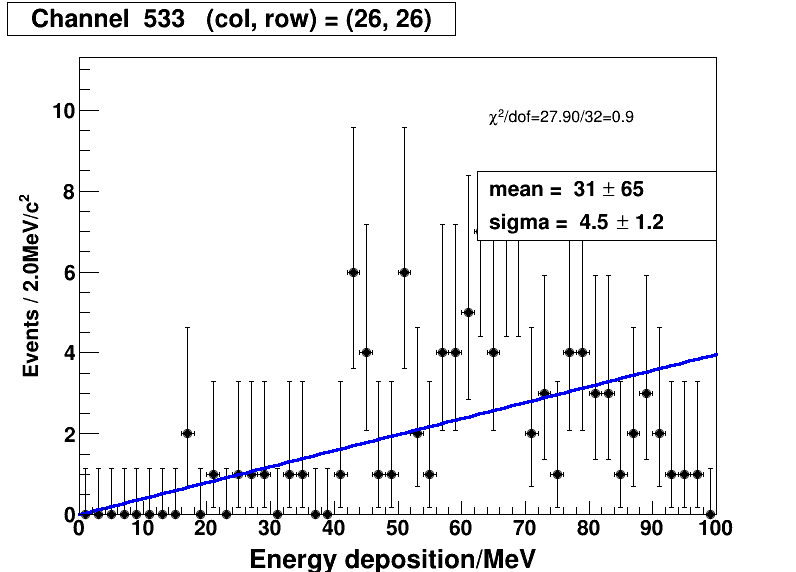 Channel 533 (col, row) = (26, 26)
χ²/dof=27.90/32=0.9
mean = 31 ± 65
sigma = 4.5 ± 1.2
Events / 2.0MeV/c²
10
8
6
4
2
0
0 10 20 30 40 50 60 70 80 90 100
Energy deposition/MeV